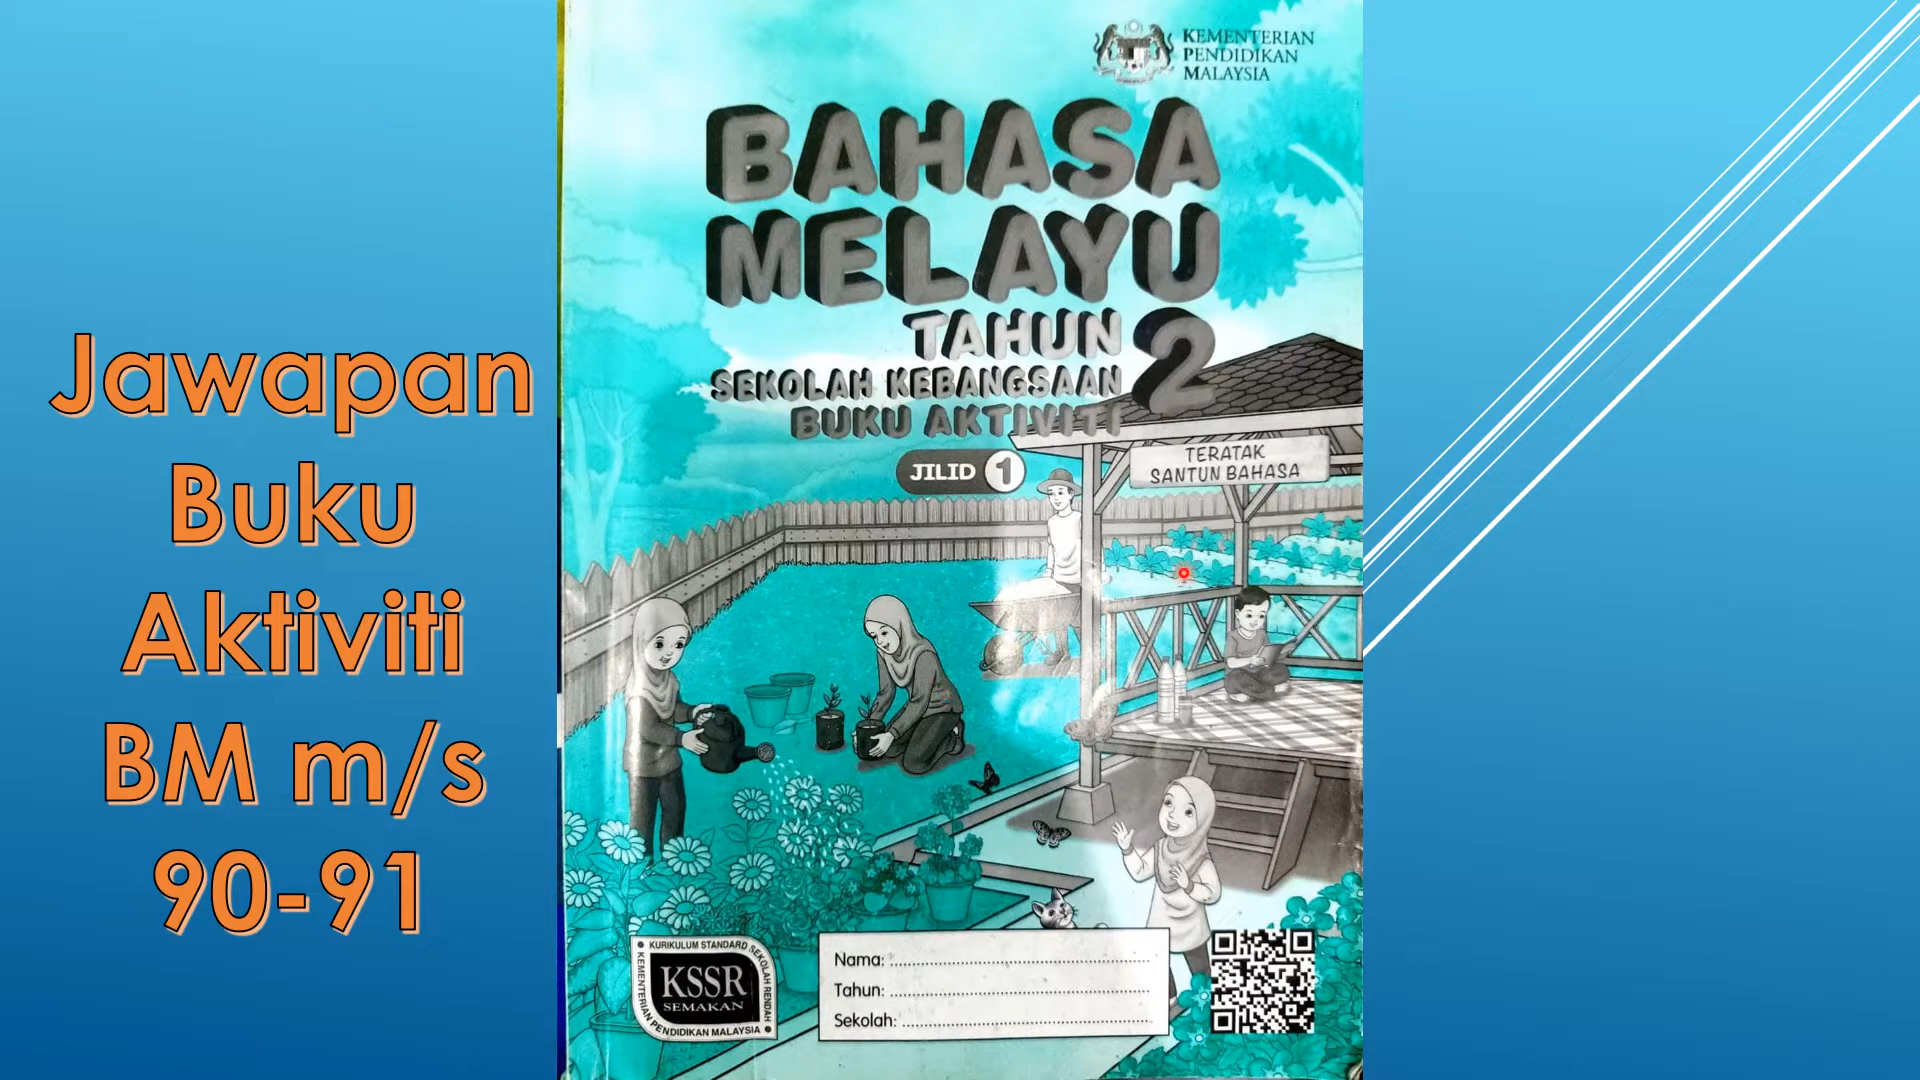 Jawapan
Buku
Aktiviti
BM m/s
90-91
KEMENTERIAN
PENDIDIKAN
MALAYSIA
BAHASA
MELAYU
TAHUN 2
SEKOLAH KEBANGSAAN
BUKU AKTIVITI
JILID 1
TERATAK
SANTUN BAHASA
KURIKULUM STANDARD SEKOLAH RENDAH
KSSR
SEMAKAN
KEMENTERIAN PENDIDIKAN MALAYSIA
Nama:
Tahun:
Sekolah: